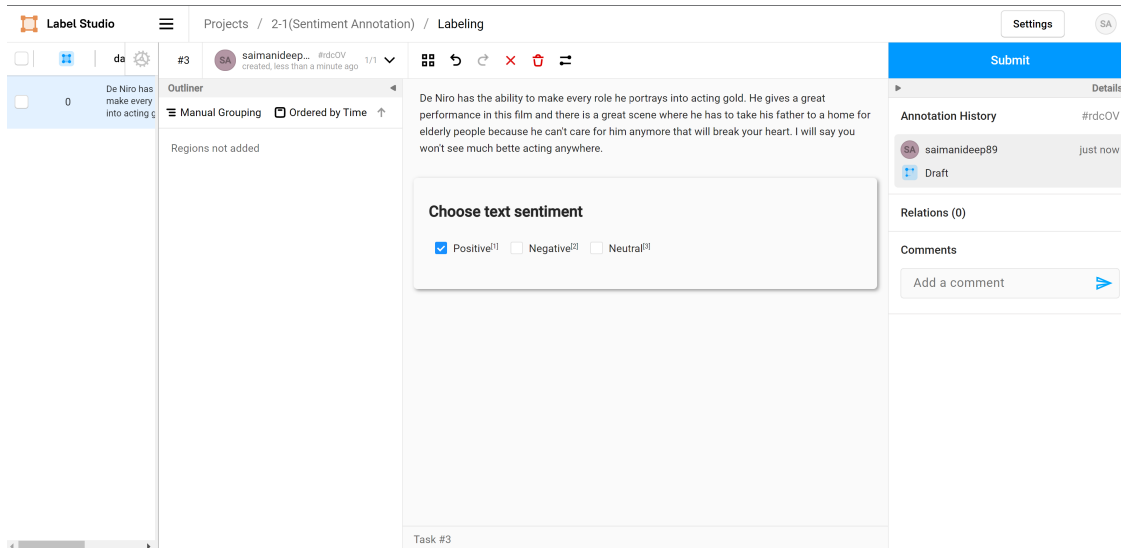 Label Studio
Projects / 2-1(Sentiment Annotation) / Labeling
Settings
SA
da
#3
SA
saimanideep... #rdcOV
created, less than a minute ago
1/1
Submit
0
De Niro has
make every
into acting g
Outliner
Manual Grouping
Ordered by Time
Regions not added
De Niro has the ability to make every role he portrays into acting gold. He gives a great
performance in this film and there is a great scene where he has to take his father to a home for
elderly people because he can't care for him anymore that will break your heart. I will say you
won't see much bette acting anywhere.
Choose text sentiment
Positive[1] Negative[2] Neutral[3]
Task #3
Details
Annotation History #rdcOV
SA saimanideep89 just now
Draft
Relations (0)
Comments
Add a comment